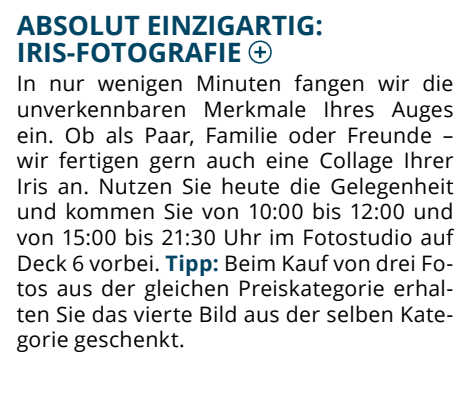 ABSOLUT EINZIGARTIG:
IRIS-FOTOGRAFIE ⊕
In nur wenigen Minuten fangen wir die
unverkennbaren Merkmale Ihres Auges
ein. Ob als Paar, Familie oder Freunde –
wir fertigen gern auch eine Collage Ihrer
Iris an. Nutzen Sie heute die Gelegenheit
und kommen Sie von 10:00 bis 12:00 und
von 15:00 bis 21:30 Uhr im Fotostudio auf
Deck 6 vorbei. Tipp: Beim Kauf von drei Fo-
tos aus der gleichen Preiskategorie erhal-
ten Sie das vierte Bild aus der selben Kate-
gorie geschenkt.